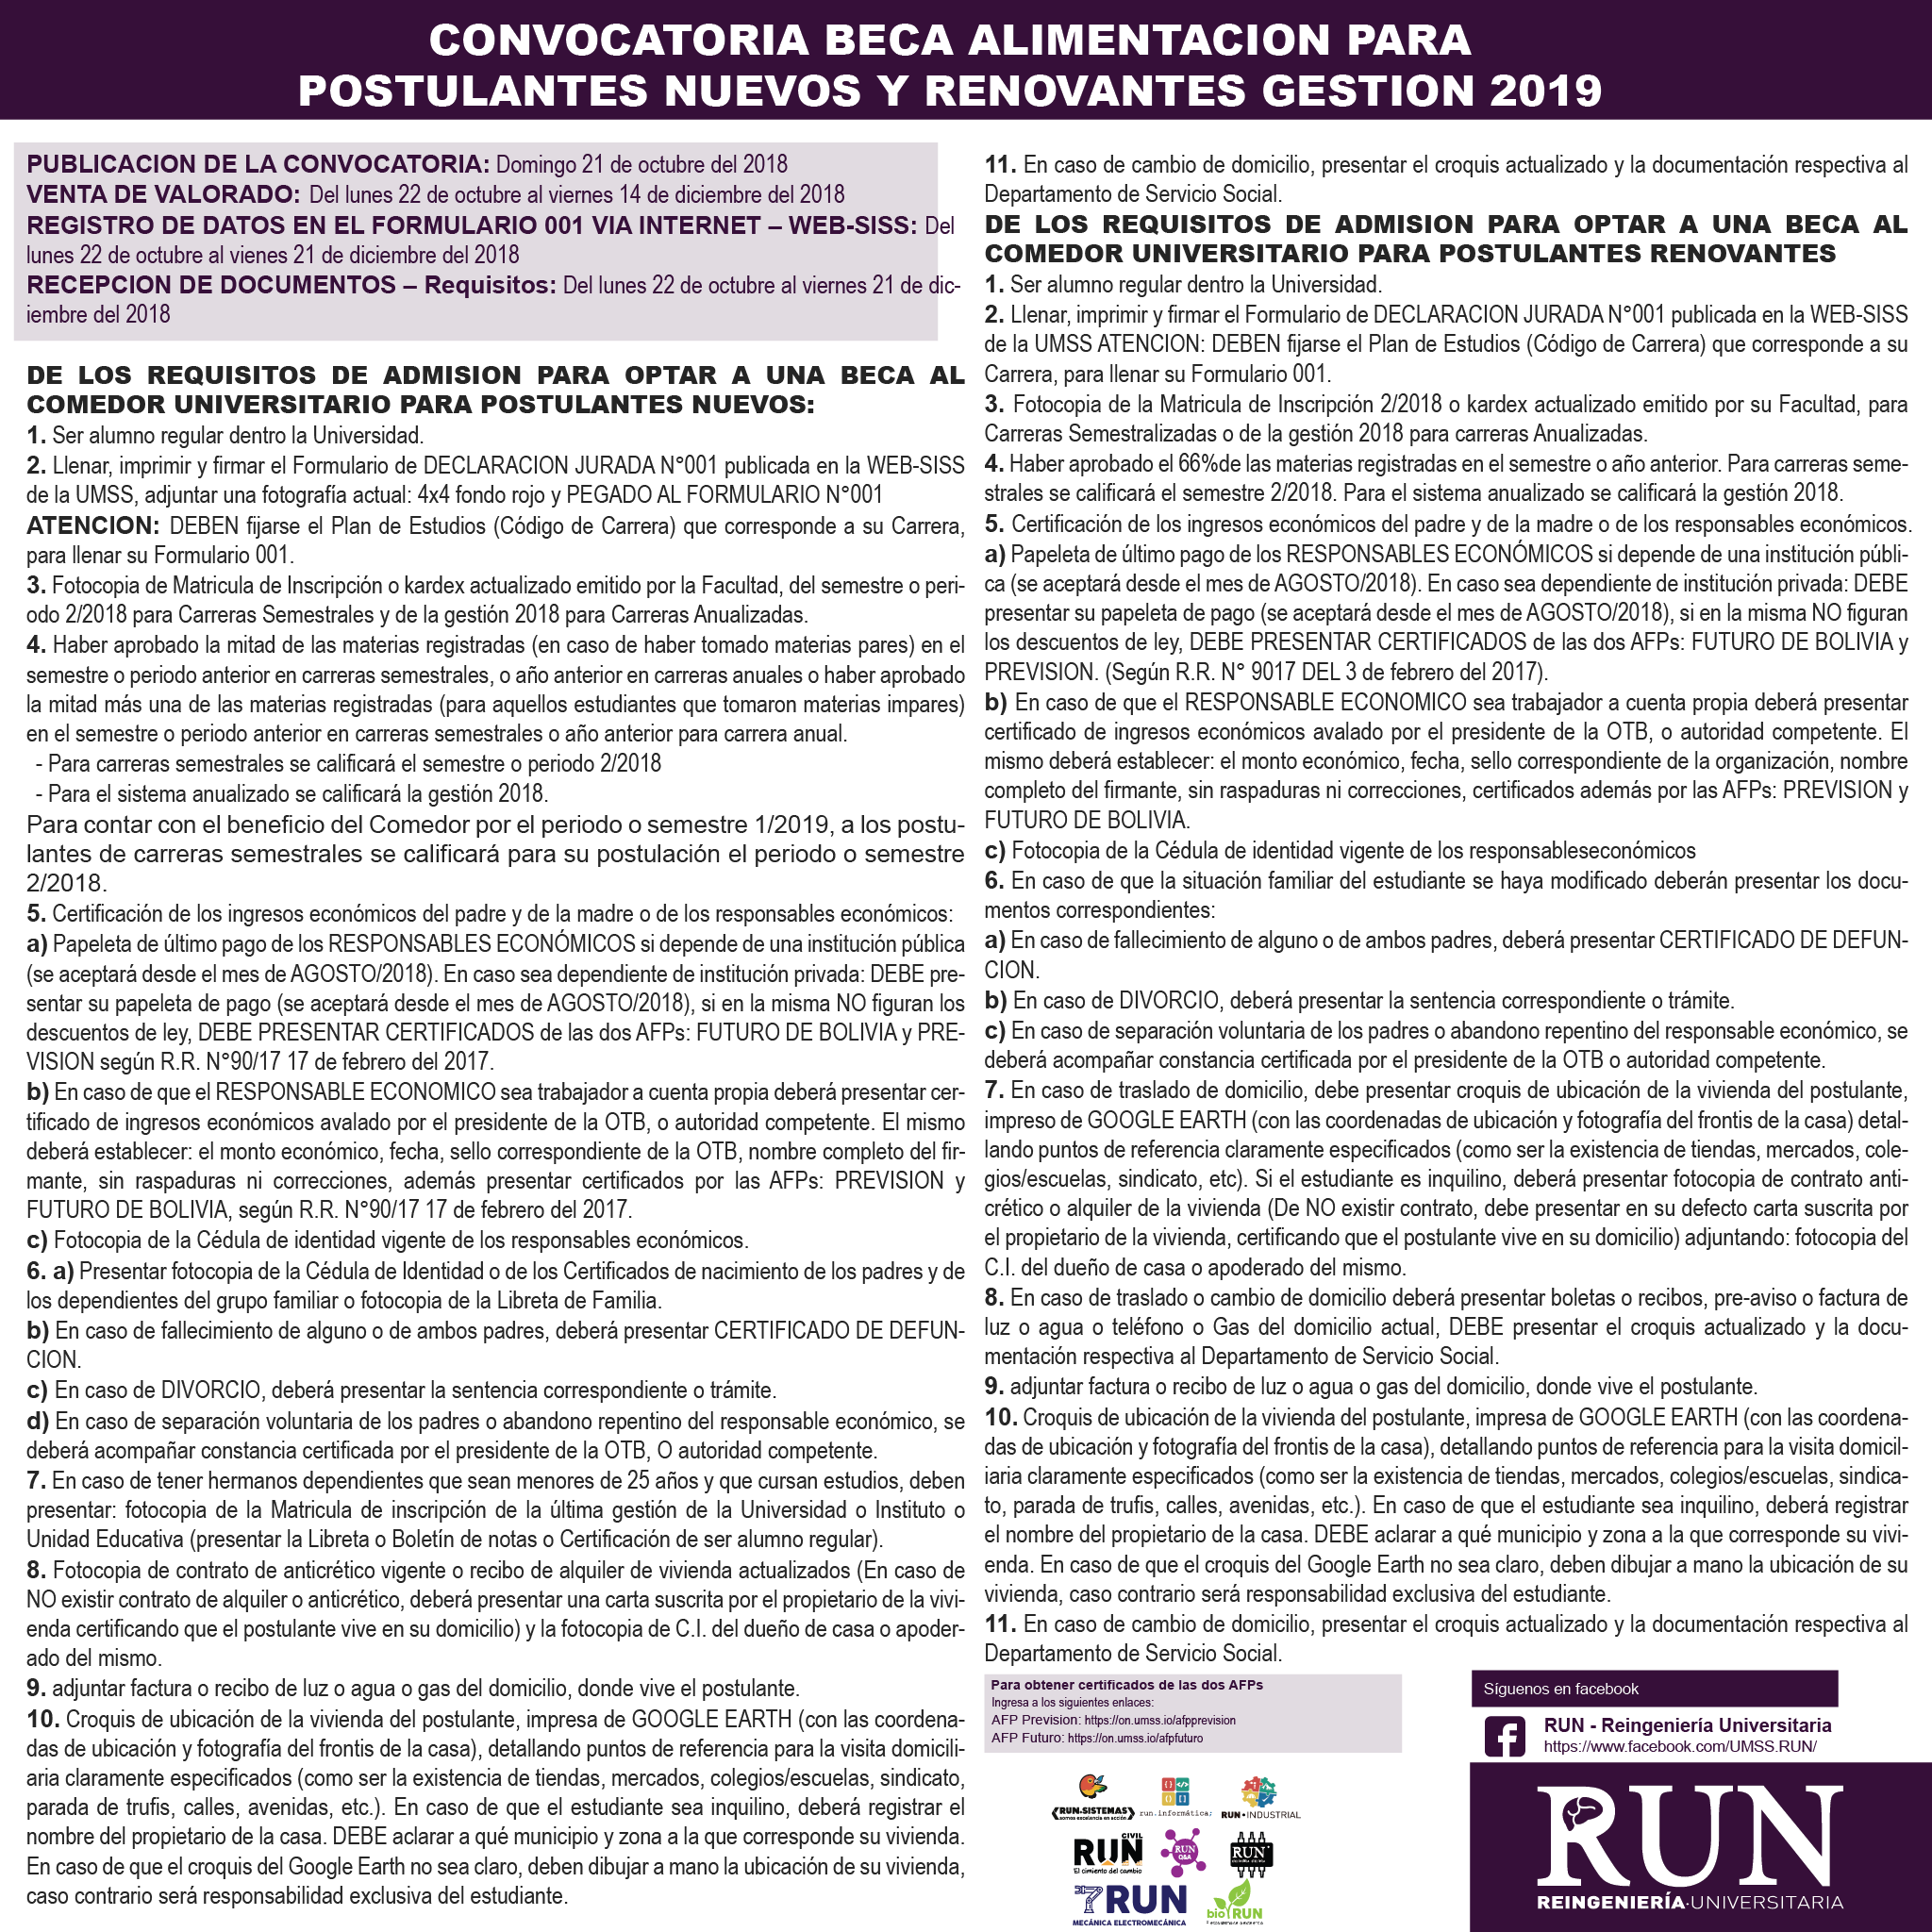 CONVOCATORIA BECA ALIMENTACION PARA
POSTULANTES NUEVOS Y RENOVANTES GESTION 2019
PUBLICACION DE LA CONVOCATORIA: Domingo 21 de octubre del 2018
VENTA DE VALORADO: Del lunes 22 de octubre al viernes 14 de diciembre del 2018
REGISTRO DE DATOS EN EL FORMULARIO 001 VIA INTERNET – WEB-SISS: Del
lunes 22 de octubre al vienes 21 de diciembre del 2018
RECEPCION DE DOCUMENTOS – Requisitos: Del lunes 22 de octubre al viernes 21 de dic-
iembre del 2018
DE LOS REQUISITOS DE ADMISION PARA OPTAR A UNA BECA AL
COMEDOR UNIVERSITARIO PARA POSTULANTES NUEVOS:
1. Ser alumno regular dentro la Universidad.
2. Llenar, imprimir y firmar el Formulario de DECLARACION JURADA N°001 publicada en la WEB-SISS
de la UMSS, adjuntar una fotografía actual: 4x4 fondo rojo y PEGADO AL FORMULARIO N°001
ATENCION: DEBEN fijarse el Plan de Estudios (Código de Carrera) que corresponde a su Carrera,
para llenar su Formulario 001.
3. Fotocopia de Matricula de Inscripción o kardex actualizado emitido por la Facultad, del semestre o peri-
odo 2/2018 para Carreras Semestrales y de la gestión 2018 para Carreras Anualizadas.
4. Haber aprobado la mitad de las materias registradas (en caso de haber tomado materias pares) en el
semestre o periodo anterior en carreras semestrales, o año anterior en carreras anuales o haber aprobado
la mitad más una de las materias registradas (para aquellos estudiantes que tomaron materias impares)
en el semestre o periodo anterior en carreras semestrales o año anterior para carrera anual.
- Para carreras semestrales se calificará el semestre o periodo 2/2018
- Para el sistema anualizado se calificará la gestión 2018.
Para contar con el beneficio del Comedor por el periodo o semestre 1/2019, a los postu-
lantes de carreras semestrales se calificará para su postulación el periodo o semestre
2/2018.
5. Certificación de los ingresos económicos del padre y de la madre o de los responsables económicos:
a) Papeleta de último pago de los RESPONSABLES ECONÓMICOS si depende de una institución pública
(se aceptará desde el mes de AGOSTO/2018). En caso sea dependiente de institución privada: DEBE pre-
sentar su papeleta de pago (se aceptará desde el mes de AGOSTO/2018), si en la misma NO figuran los
descuentos de ley, DEBE PRESENTAR CERTIFICADOS de las dos AFPs: FUTURO DE BOLIVIA y PRE-
VISION según R.R. N°90/17 17 de febrero del 2017.
b) En caso de que el RESPONSABLE ECONOMICO sea trabajador a cuenta propia deberá presentar cer-
tificado de ingresos económicos avalado por el presidente de la OTB, o autoridad competente. El mismo
deberá establecer: el monto económico, fecha, sello correspondiente de la OTB, nombre completo del fir-
mante, sin raspaduras ni correcciones, además presentar certificados por las AFPs: PREVISION y
FUTURO DE BOLIVIA, según R.R. N°90/17 17 de febrero del 2017.
c) Fotocopia de la Cédula de identidad vigente de los responsables económicos.
6. a) Presentar fotocopia de la Cédula de Identidad o de los Certificados de nacimiento de los padres y de
los dependientes del grupo familiar o fotocopia de la Libreta de Familia.
b) En caso de fallecimiento de alguno o de ambos padres, deberá presentar CERTIFICADO DE DEFUN-
CION.
c) En caso de DIVORCIO, deberá presentar la sentencia correspondiente o trámite.
d) En caso de separación voluntaria de los padres o abandono repentino del responsable económico, se
deberá acompañar constancia certificada por el presidente de la OTB, O autoridad competente.
7. En caso de tener hermanos dependientes que sean menores de 25 años y que cursan estudios, deben
presentar: fotocopia de la Matricula de inscripción de la última gestión de la Universidad o Instituto o
Unidad Educativa (presentar la Libreta o Boletín de notas o Certificación de ser alumno regular).
8. Fotocopia de contrato de anticrético vigente o recibo de alquiler de vivienda actualizados (En caso de
NO existir contrato de alquiler o anticrético, deberá presentar una carta suscrita por el propietario de la vivi-
enda certificando que el postulante vive en su domicilio) y la fotocopia de C.I. del dueño de casa o apoder-
ado del mismo.
9. adjuntar factura o recibo de luz o agua o gas del domicilio, donde vive el postulante.
10. Croquis de ubicación de la vivienda del postulante, impresa de GOOGLE EARTH (con las coordena-
das de ubicación y fotografía del frontis de la casa), detallando puntos de referencia para la visita domicili-
aria claramente especificados (como ser la existencia de tiendas, mercados, colegios/escuelas, sindicato,
parada de trufis, calles, avenidas, etc.). En caso de que el estudiante sea inquilino, deberá registrar el
nombre del propietario de la casa. DEBE aclarar a qué municipio y zona a la que corresponde su vivienda.
En caso de que el croquis del Google Earth no sea claro, deben dibujar a mano la ubicación de su vivienda,
caso contrario será responsabilidad exclusiva del estudiante.
11. En caso de cambio de domicilio, presentar el croquis actualizado y la documentación respectiva al
Departamento de Servicio Social.
DE LOS REQUISITOS DE ADMISION PARA OPTAR A UNA BECA AL
COMEDOR UNIVERSITARIO PARA POSTULANTES RENOVANTES
1. Ser alumno regular dentro la Universidad.
2. Llenar, imprimir y firmar el Formulario de DECLARACION JURADA N°001 publicada en la WEB-SISS
de la UMSS ATENCION: DEBEN fijarse el Plan de Estudios (Código de Carrera) que corresponde a su
Carrera, para llenar su Formulario 001.
3. Fotocopia de la Matricula de Inscripción 2/2018 o kardex actualizado emitido por su Facultad, para
Carreras Semestralizadas o de la gestión 2018 para carreras Anualizadas.
4. Haber aprobado el 66%de las materias registradas en el semestre o año anterior. Para carreras seme-
strales se calificará el semestre 2/2018. Para el sistema anualizado se calificará la gestión 2018.
5. Certificación de los ingresos económicos del padre y de la madre o de los responsables económicos.
a) Papeleta de último pago de los RESPONSABLES ECONÓMICOS si depende de una institución públi-
ca (se aceptará desde el mes de AGOSTO/2018). En caso sea dependiente de institución privada: DEBE
presentar su papeleta de pago (se aceptará desde el mes de AGOSTO/2018), si en la misma NO figuran
los descuentos de ley, DEBE PRESENTAR CERTIFICADOS de las dos AFPs: FUTURO DE BOLIVIA y
PREVISION. (Según R.R. N° 9017 DEL 3 de febrero del 2017).
b) En caso de que el RESPONSABLE ECONOMICO sea trabajador a cuenta propia deberá presentar
certificado de ingresos económicos avalado por el presidente de la OTB, o autoridad competente. El
mismo deberá establecer: el monto económico, fecha, sello correspondiente de la organización, nombre
completo del firmante, sin raspaduras ni correcciones, certificados además por las AFPs: PREVISION y
FUTURO DE BOLIVIA.
c) Fotocopia de la Cédula de identidad vigente de los responsableseconómicos
6. En caso de que la situación familiar del estudiante se haya modificado deberán presentar los docu-
mentos correspondientes:
a) En caso de fallecimiento de alguno o de ambos padres, deberá presentar CERTIFICADO DE DEFUN-
CION.
b) En caso de DIVORCIO, deberá presentar la sentencia correspondiente o trámite.
c) En caso de separación voluntaria de los padres o abandono repentino del responsable económico, se
deberá acompañar constancia certificada por el presidente de la OTB o autoridad competente.
7. En caso de traslado de domicilio, debe presentar croquis de ubicación de la vivienda del postulante,
impreso de GOOGLE EARTH (con las coordenadas de ubicación y fotografía del frontis de la casa) detal-
lando puntos de referencia claramente especificados (como ser la existencia de tiendas, mercados, cole-
gios/escuelas, sindicato, etc). Si el estudiante es inquilino, deberá presentar fotocopia de contrato anti-
crético o alquiler de la vivienda (De NO existir contrato, debe presentar en su defecto carta suscrita por
el propietario de la vivienda, certificando que el postulante vive en su domicilio) adjuntando: fotocopia del
C.I. del dueño de casa o apoderado del mismo.
8. En caso de traslado o cambio de domicilio deberá presentar boletas o recibos, pre-aviso o factura de
luz o agua o teléfono o Gas del domicilio actual, DEBE presentar el croquis actualizado y la docu-
mentación respectiva al Departamento de Servicio Social.
9. adjuntar factura o recibo de luz o agua o gas del domicilio, donde vive el postulante.
10. Croquis de ubicación de la vivienda del postulante, impresa de GOOGLE EARTH (con las coordena-
das de ubicación y fotografía del frontis de la casa), detallando puntos de referencia para la visita domicil-
iaria claramente especificados (como ser la existencia de tiendas, mercados, colegios/escuelas, sindica-
to, parada de trufis, calles, avenidas, etc.). En caso de que el estudiante sea inquilino, deberá registrar
el nombre del propietario de la casa. DEBE aclarar a qué municipio y zona a la que corresponde su vivi-
enda. En caso de que el croquis del Google Earth no sea claro, deben dibujar a mano la ubicación de su
vivienda, caso contrario será responsabilidad exclusiva del estudiante.
11. En caso de cambio de domicilio, presentar el croquis actualizado y la documentación respectiva al
Departamento de Servicio Social.
Para obtener certificados de las dos AFPs
Ingresa a los siguientes enlaces:
AFP Prevision: https://on.umss.io/afpprevision
AFP Futuro: https://on.umss.io/afpfuturo
Síguenos en facebook
RUN - Reingeniería Universitaria
https://www.facebook.com/UMSS.RUN/
RUN-SISTEMAS
somos excelencia en acción
run.informática;
RUN•INDUSTRIAL
RUN CIVIL
El cimiento del cambio
RUN
Q&A
RUN
RUN
MECÁNICA ELECTROMECÁNICA
bio RUN
RUN
REINGENIERÍA·UNIVERSITARIA